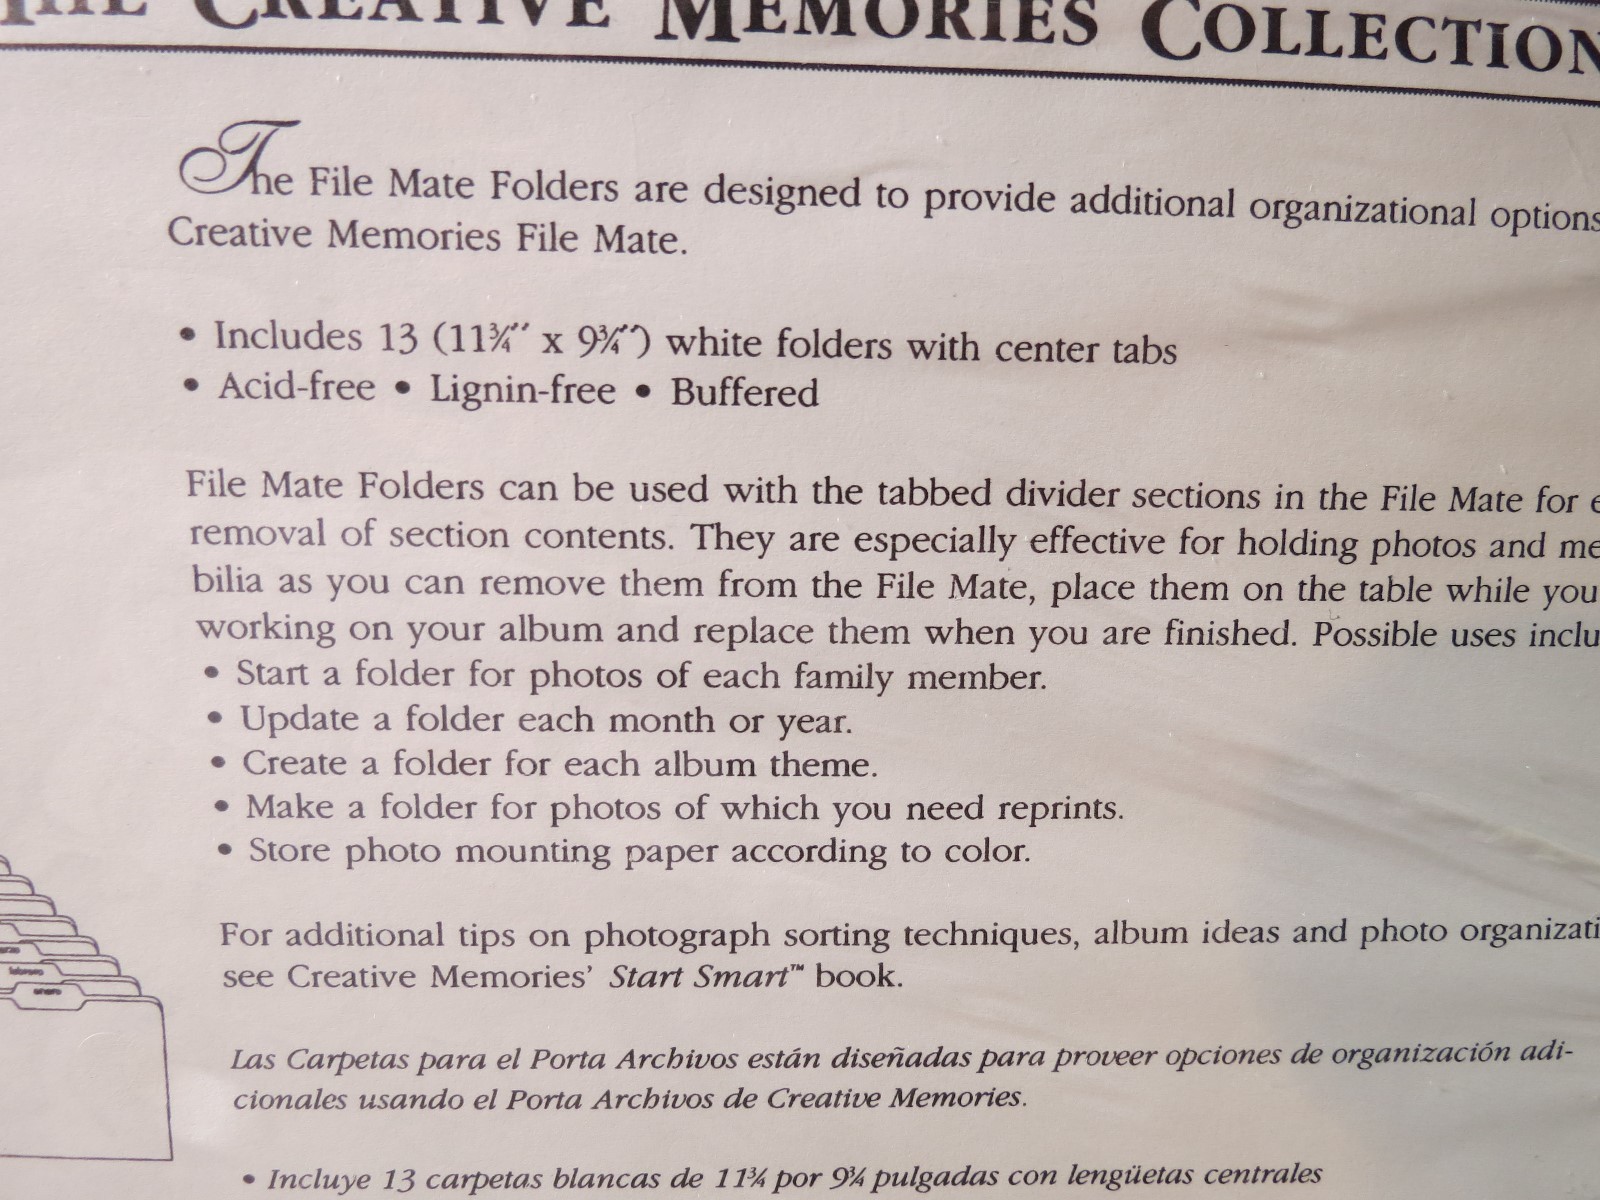 THE CREATIVE MEMORIES COLLECTION
The File Mate Folders are designed to provide additional organizational options
Creative Memories File Mate.
• Includes 13 (11¾″ x 9¾″) white folders with center tabs
• Acid-free • Lignin-free • Buffered
File Mate Folders can be used with the tabbed divider sections in the File Mate for e
removal of section contents. They are especially effective for holding photos and me
bilia as you can remove them from the File Mate, place them on the table while you
working on your album and replace them when you are finished. Possible uses inclu
• Start a folder for photos of each family member.
• Update a folder each month or year.
• Create a folder for each album theme.
• Make a folder for photos of which you need reprints.
• Store photo mounting paper according to color.
For additional tips on photograph sorting techniques, album ideas and photo organizati
see Creative Memories’ Start Smart™ book.
febrero
enero
Las Carpetas para el Porta Archivos están diseñadas para proveer opciones de organización adi-
cionales usando el Porta Archivos de Creative Memories.
• Incluye 13 carpetas blancas de 11¾ por 9¾ pulgadas con lengüetas centrales